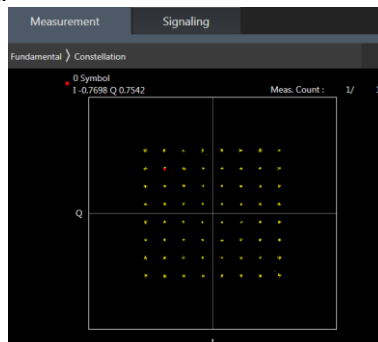 Measurement Signaling
Fundamental 〉 Constellation
0 Symbol
I -0.7698 Q 0.7542 Meas. Count : 1/
Q